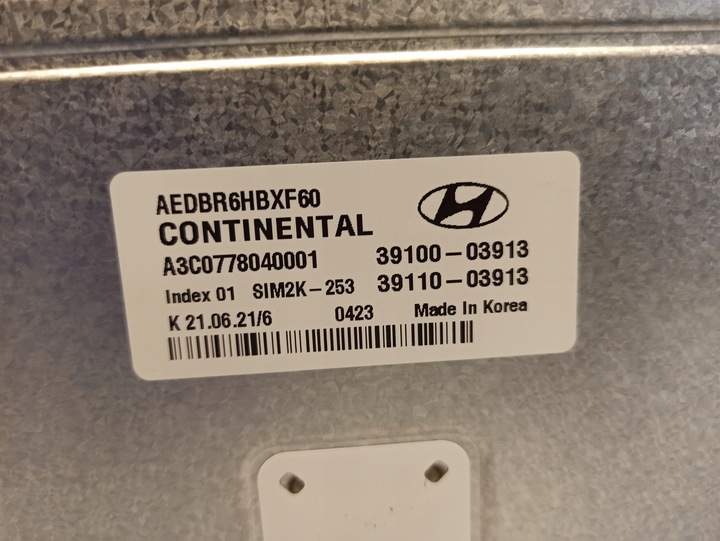 AEDBR6HBXF60
CONTINENTAL
A3C0778040001 39100-03913
Index 01 SIM2K-253 39110-03913
K 21.06.21/6 0423 Made In Korea